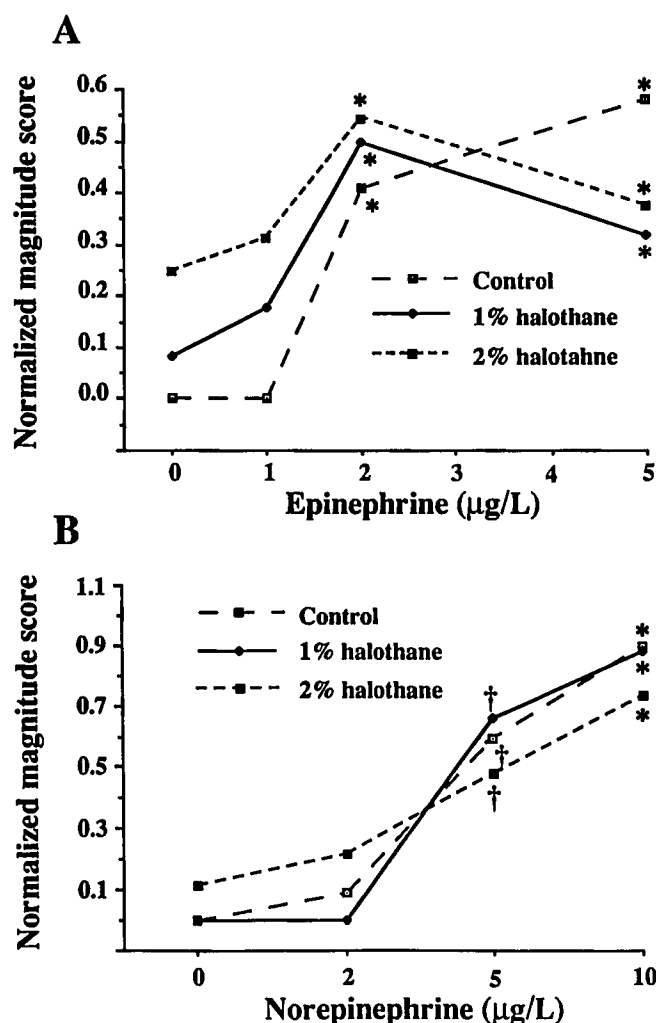 A
Normalized magnitude score
0.6
0.5
0.4
0.3
0.2
0.1
0.0
*
*
*
*
*
*
Control
1% halothane
2% halotahne
0 1 2 3 4 5
Epinephrine (μg/L)
B
Normalized magnitude score
1.1
0.9
0.7
0.5
0.3
0.1
Control
1% halothane
2% halothane
†
†
†
*
*
*
0 2 5 10
Norepinephrine (μg/L)